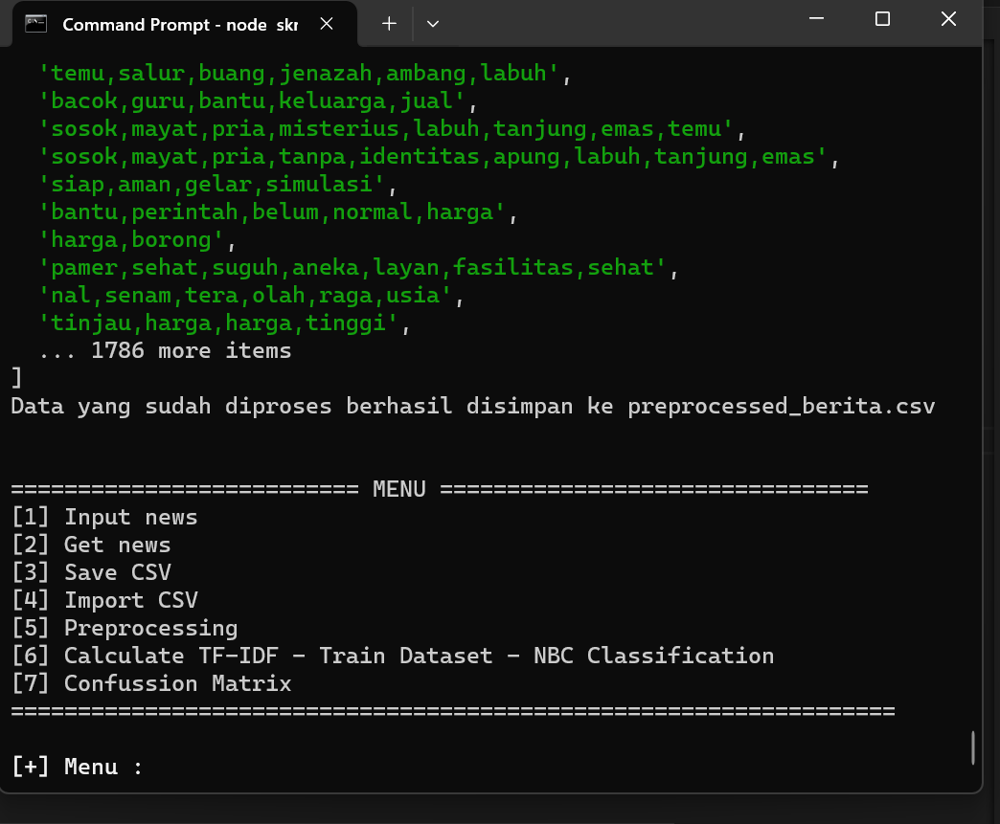 Command Prompt - node skr
'temu,salur,buang,jenazah,ambang,labuh',
'bacok,guru,bantu,keluarga,jual',
'sosok,mayat,pria,misterius,labuh,tanjung,emas,temu',
'sosok,mayat,pria,tanpa,identitas,apung,labuh,tanjung,emas',
'siap,aman,gelar,simulasi',
'bantu,perintah,belum,normal,harga',
'harga,borong',
'pamer,sehat,suguh,aneka,layan,fasilitas,sehat',
'nal,senam,tera,olah,raga,usia',
'tinjau,harga,harga,tinggi',
... 1786 more items
]
Data yang sudah diproses berhasil disimpan ke preprocessed_berita.csv
========================== MENU ================================
[1] Input news
[2] Get news
[3] Save CSV
[4] Import CSV
[5] Preprocessing
[6] Calculate TF-IDF - Train Dataset - NBC Classification
[7] Confussion Matrix
==================================================================
[+] Menu :